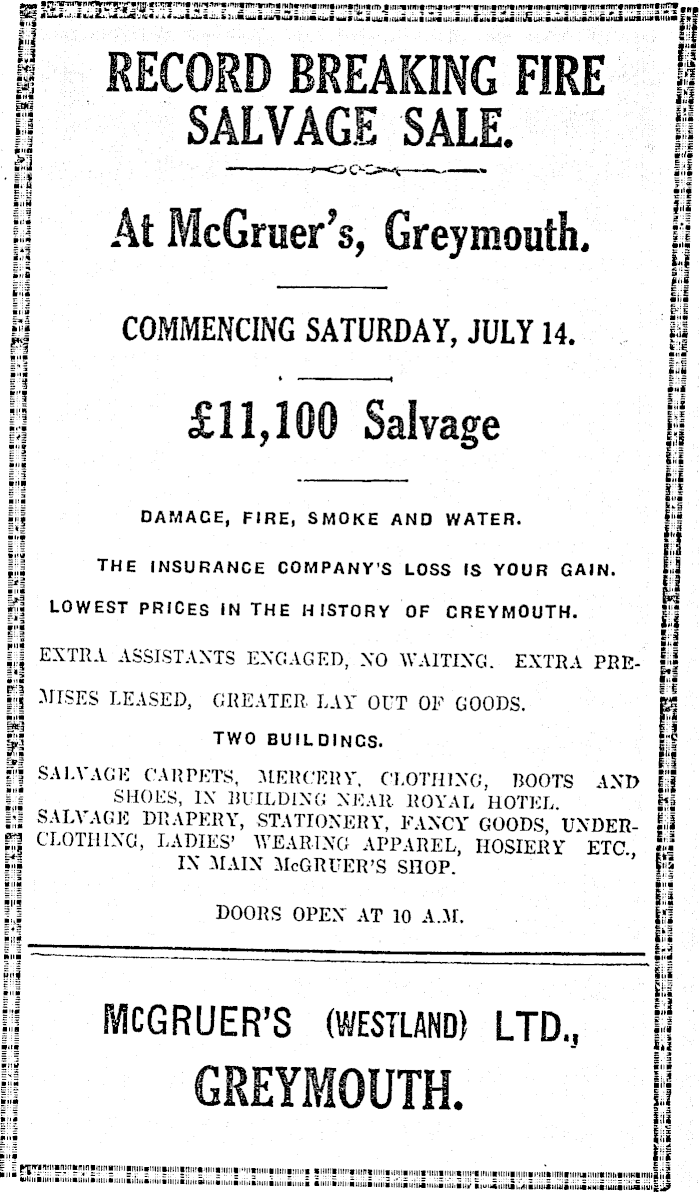 RECORD BREAKING FIRE
SALVAGE SALE.
At McGruer's, Greymouth.
COMMENCING SATURDAY, JULY 14.
£11,100 Salvage
DAMAGE, FIRE, SMOKE AND WATER.
THE INSURANCE COMPANY'S LOSS IS YOUR GAIN.
LOWEST PRICES IN THE HISTORY OF GREYMOUTH.
EXTRA ASSISTANTS ENGAGED, NO WAITING. EXTRA PRE-
MISES LEASED, GREATER LAY OUT OF GOODS.
TWO BUILDINGS.
SALVAGE CARPETS, MERCERY, CLOTHING, BOOTS AND
SHOES, IN BUILDING NEAR ROYAL HOTEL.
SALVAGE DRAPERY, STATIONERY, FANCY GOODS, UNDER-
CLOTHING, LADIES' WEARING APPAREL, HOSIERY ETC.,
IN MAIN McGRUER'S SHOP.
DOORS OPEN AT 10 A.M.
McGRUER'S (WESTLAND) LTD.,
GREYMOUTH.